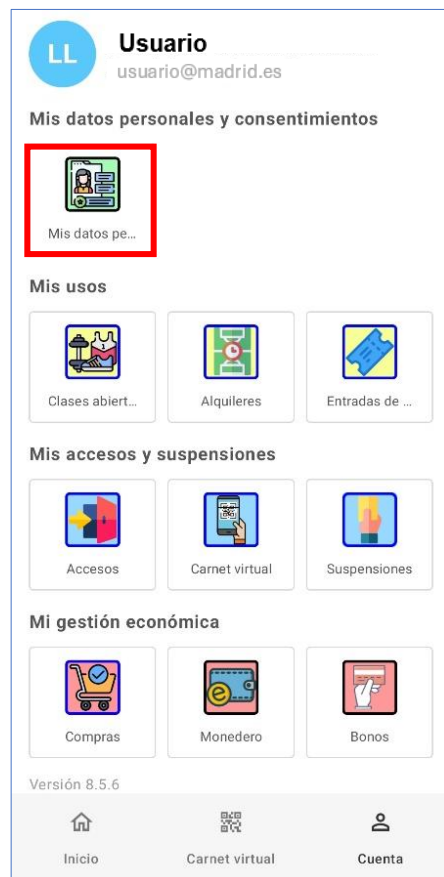 LL
Usuario
usuario@madrid.es
Mis datos personales y consentimientos
Mis datos pe...
Mis usos
Clases abiert...
Alquileres
Entradas de ...
Mis accesos y suspensiones
Accesos
Carnet virtual
Suspensiones
Mi gestión económica
Compras
Monedero
Bonos
Versión 8.5.6
Inicio
Carnet virtual
Cuenta